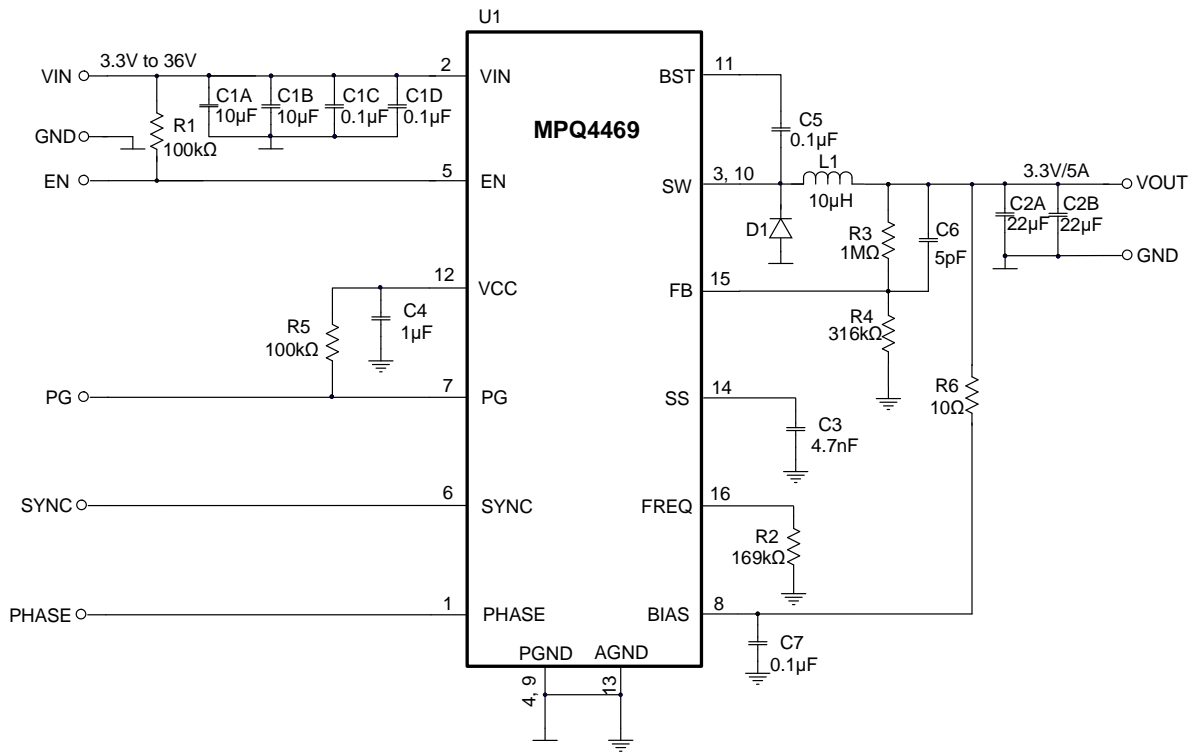 U1
VIN
3.3V to 36V
2
VIN
BST
11
C1A
10µF
C1B
10µF
C1C
0.1µF
C1D
0.1µF
GND
R1
100kΩ
MPQ4469
C5
0.1µF
EN
5
EN
SW
3, 10
L1
10µH
3.3V/5A
VOUT
C2A
22µF
C2B
22µF
D1
R3
1MΩ
C6
5pF
GND
12
VCC
FB
15
C4
1µF
R5
100kΩ
R4
316kΩ
PG
7
PG
SS
14
R6
10Ω
C3
4.7nF
SYNC
6
SYNC
FREQ
16
R2
169kΩ
PHASE
1
PHASE
BIAS
8
C7
0.1µF
PGND
AGND
4, 9
13